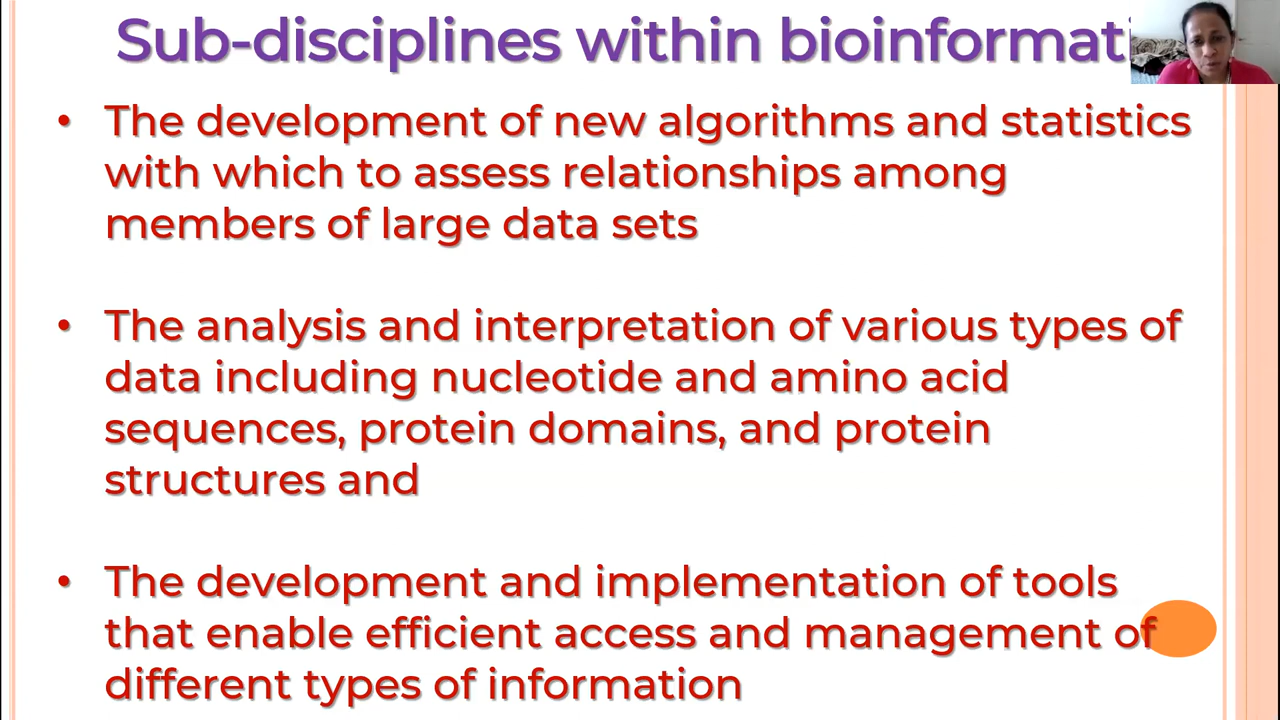 Sub-disciplines within bioinformati
• The development of new algorithms and statistics
with which to assess relationships among
members of large data sets
• The analysis and interpretation of various types of
data including nucleotide and amino acid
sequences, protein domains, and protein
structures and
• The development and implementation of tools
that enable efficient access and management of
different types of information